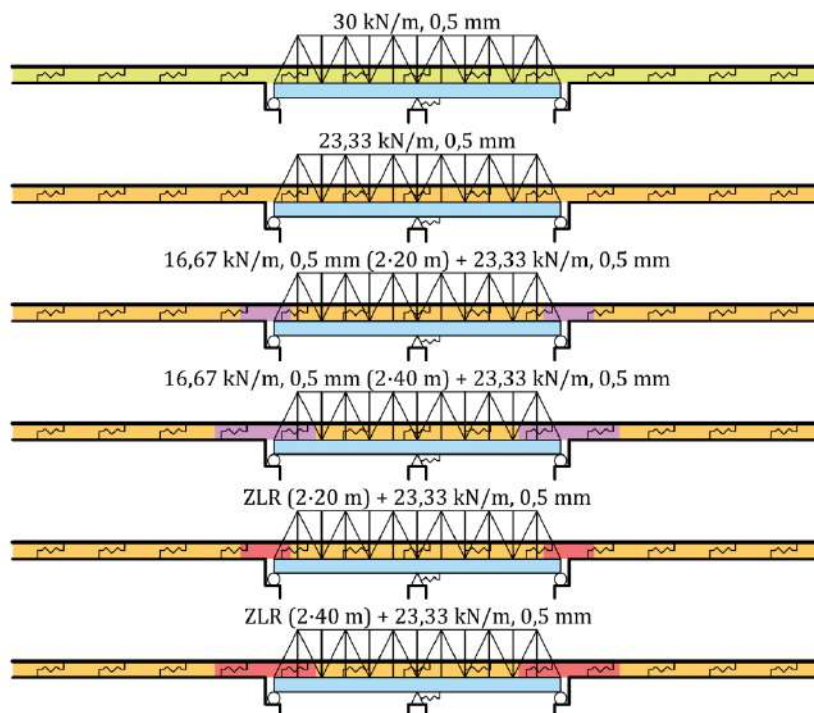 30 kN/m, 0,5 mm
23,33 kN/m, 0,5 mm
16,67 kN/m, 0,5 mm (2·20 m) + 23,33 kN/m, 0,5 mm
16,67 kN/m, 0,5 mm (2·40 m) + 23,33 kN/m, 0,5 mm
ZLR (2·20 m) + 23,33 kN/m, 0,5 mm
ZLR (2·40 m) + 23,33 kN/m, 0,5 mm